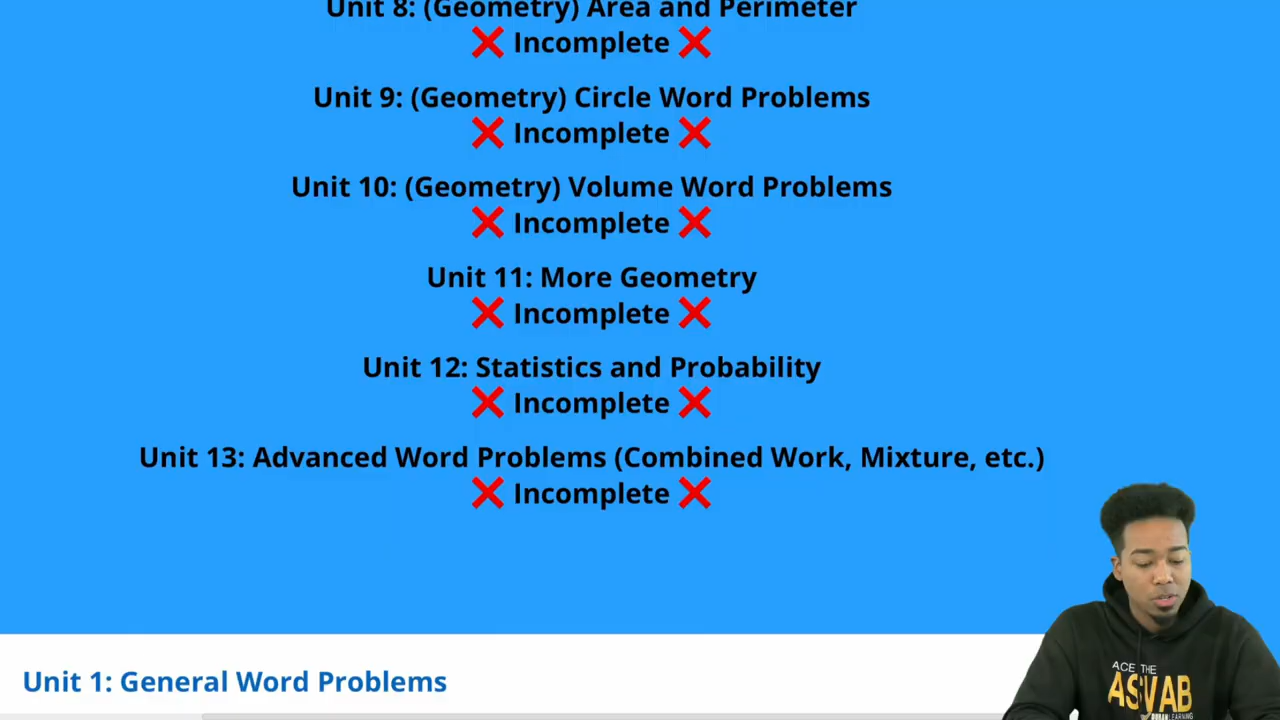 Unit 8: (Geometry) Area and Perimeter
❌ Incomplete ❌
Unit 9: (Geometry) Circle Word Problems
❌ Incomplete ❌
Unit 10: (Geometry) Volume Word Problems
❌ Incomplete ❌
Unit 11: More Geometry
❌ Incomplete ❌
Unit 12: Statistics and Probability
❌ Incomplete ❌
Unit 13: Advanced Word Problems (Combined Work, Mixture, etc.)
❌ Incomplete ❌
Unit 1: General Word Problems
ACE THE
ASVAB
LEARNING